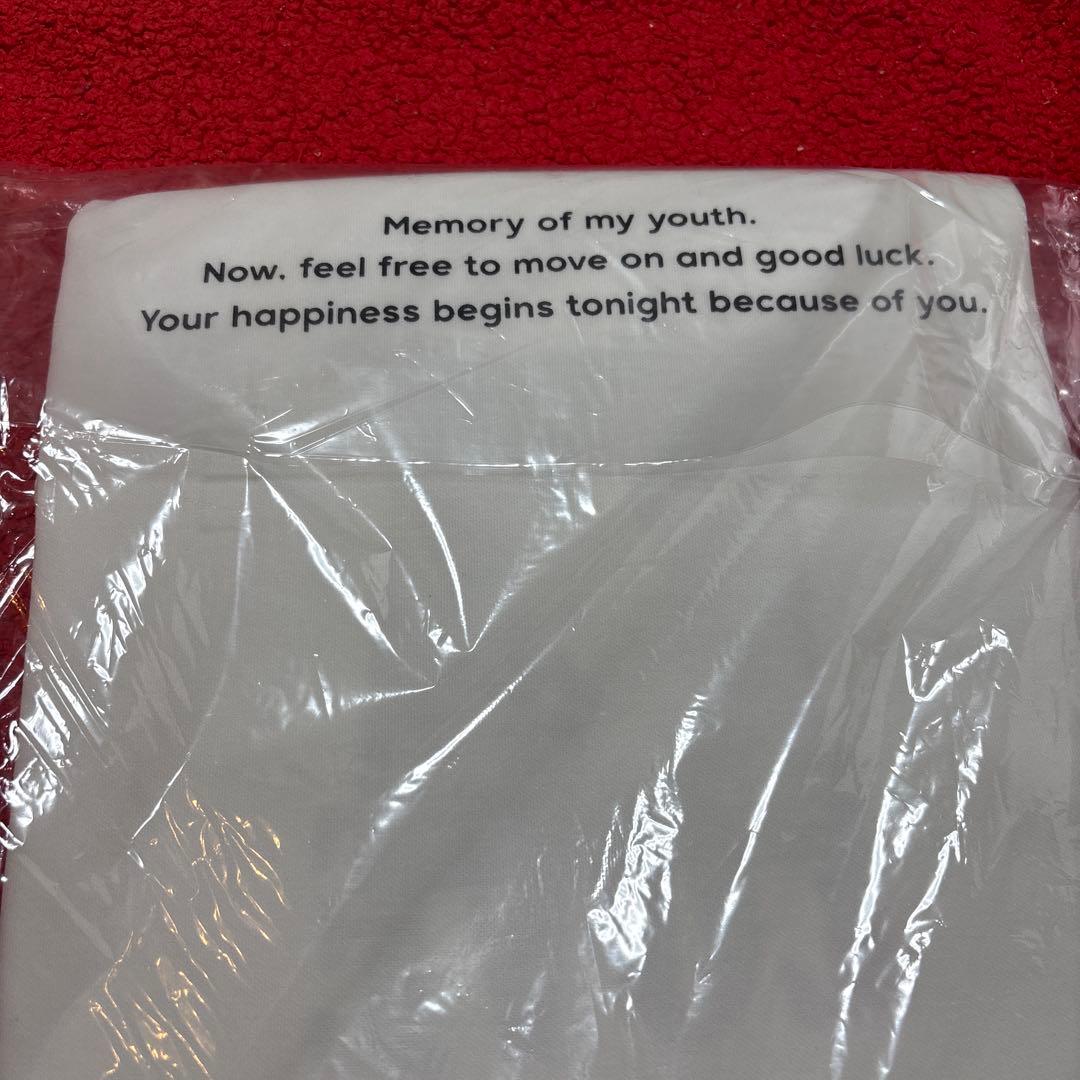 Memory of my youth.
Now. feel free to move on and good luck.
Your happiness begins tonight because of you.